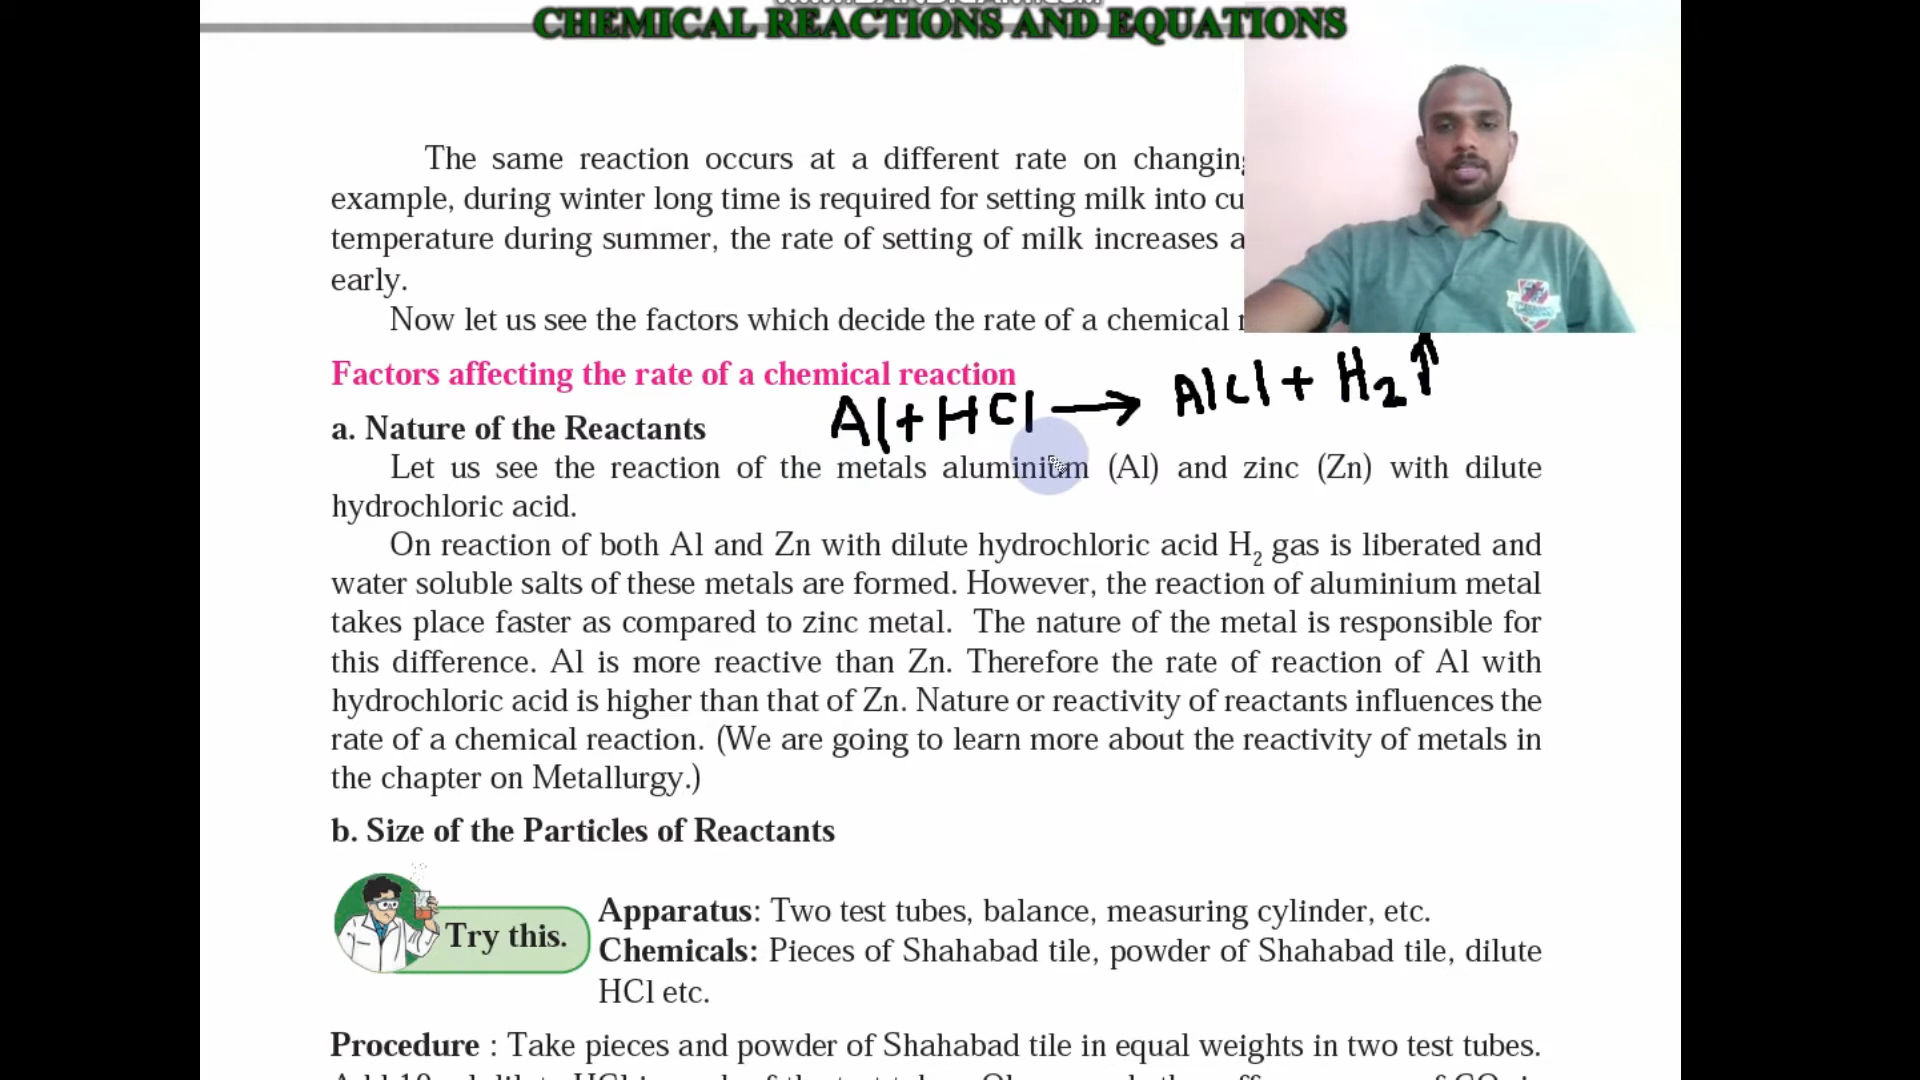 CHEMICAL REACTIONS AND EQUATIONS
The same reaction occurs at a different rate on changing
example, during winter long time is required for setting milk into
temperature during summer, the rate of setting of milk increases
early.
Now let us see the factors which decide the rate of a chemical
Factors affecting the rate of a chemical reaction
Al + HCl → AlCl + H2↑
a. Nature of the Reactants
Let us see the reaction of the metals aluminium (Al) and zinc (Zn) with dilute
hydrochloric acid.
On reaction of both Al and Zn with dilute hydrochloric acid H₂ gas is liberated and
water soluble salts of these metals are formed. However, the reaction of aluminium metal
takes place faster as compared to zinc metal. The nature of the metal is responsible for
this difference. Al is more reactive than Zn. Therefore the rate of reaction of Al with
hydrochloric acid is higher than that of Zn. Nature or reactivity of reactants influences the
rate of a chemical reaction. (We are going to learn more about the reactivity of metals in
the chapter on Metallurgy.)
b. Size of the Particles of Reactants
Try this.
Apparatus: Two test tubes, balance, measuring cylinder, etc.
Chemicals: Pieces of Shahabad tile, powder of Shahabad tile, dilute
HCl etc.
Procedure : Take pieces and powder of Shahabad tile in equal weights in two test tubes.